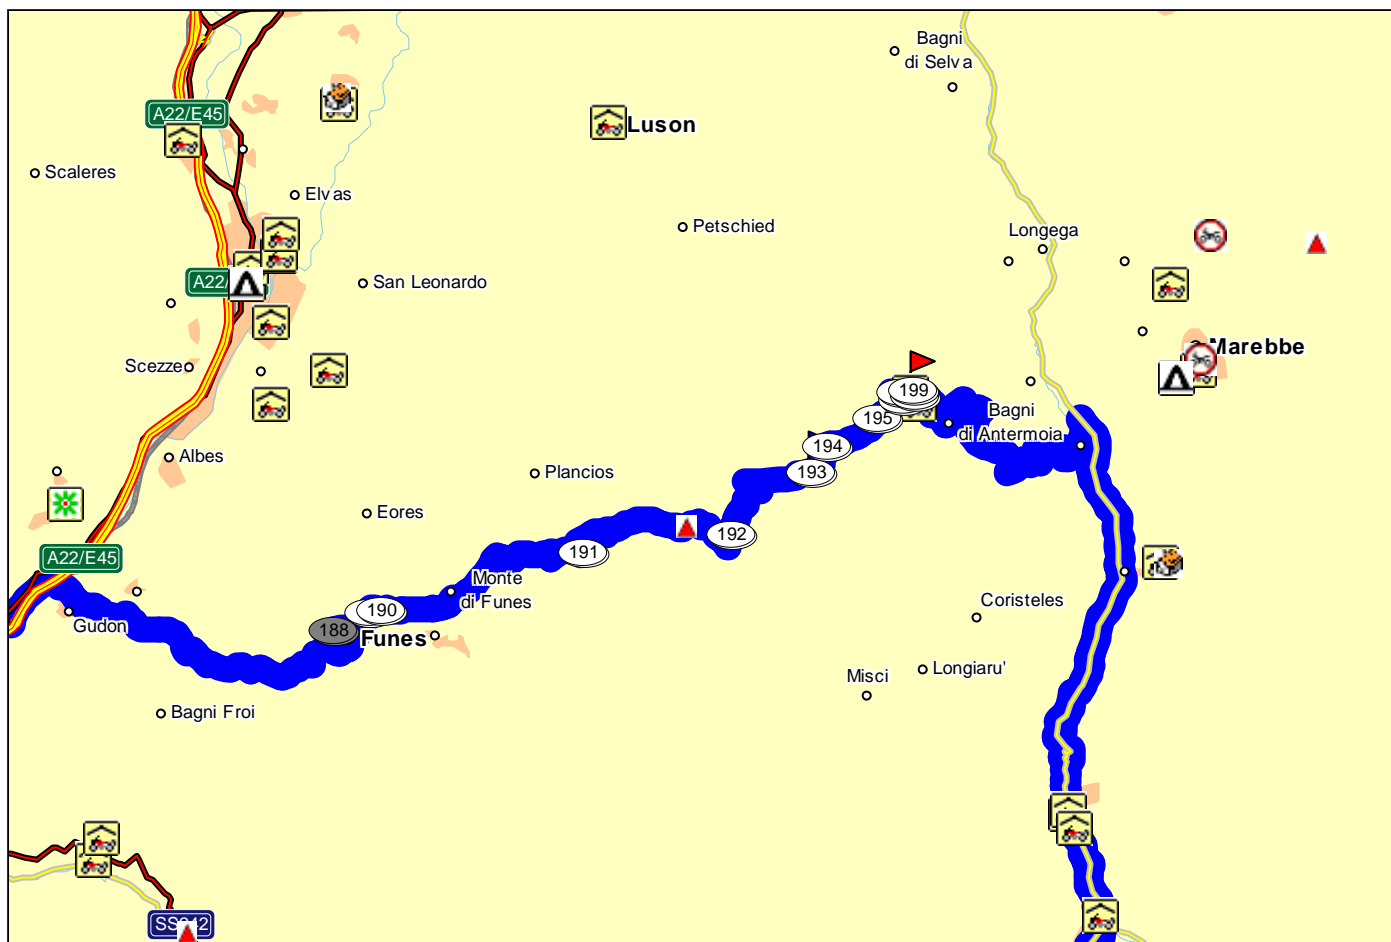 Bagni
di Selva
A22/E45
Luson
Scaleres
Elvas
Petschied
Longega
A22/
San Leonardo
Marebbe
Scezze
199
195
Bagni
di Antermoia
194
193
Albes
Plancios
Eores
192
191
A22/E45
Monte
di Funes
190
188
Funes
Gudon
Coristeles
Longiaru'
Misci
Bagni Froi